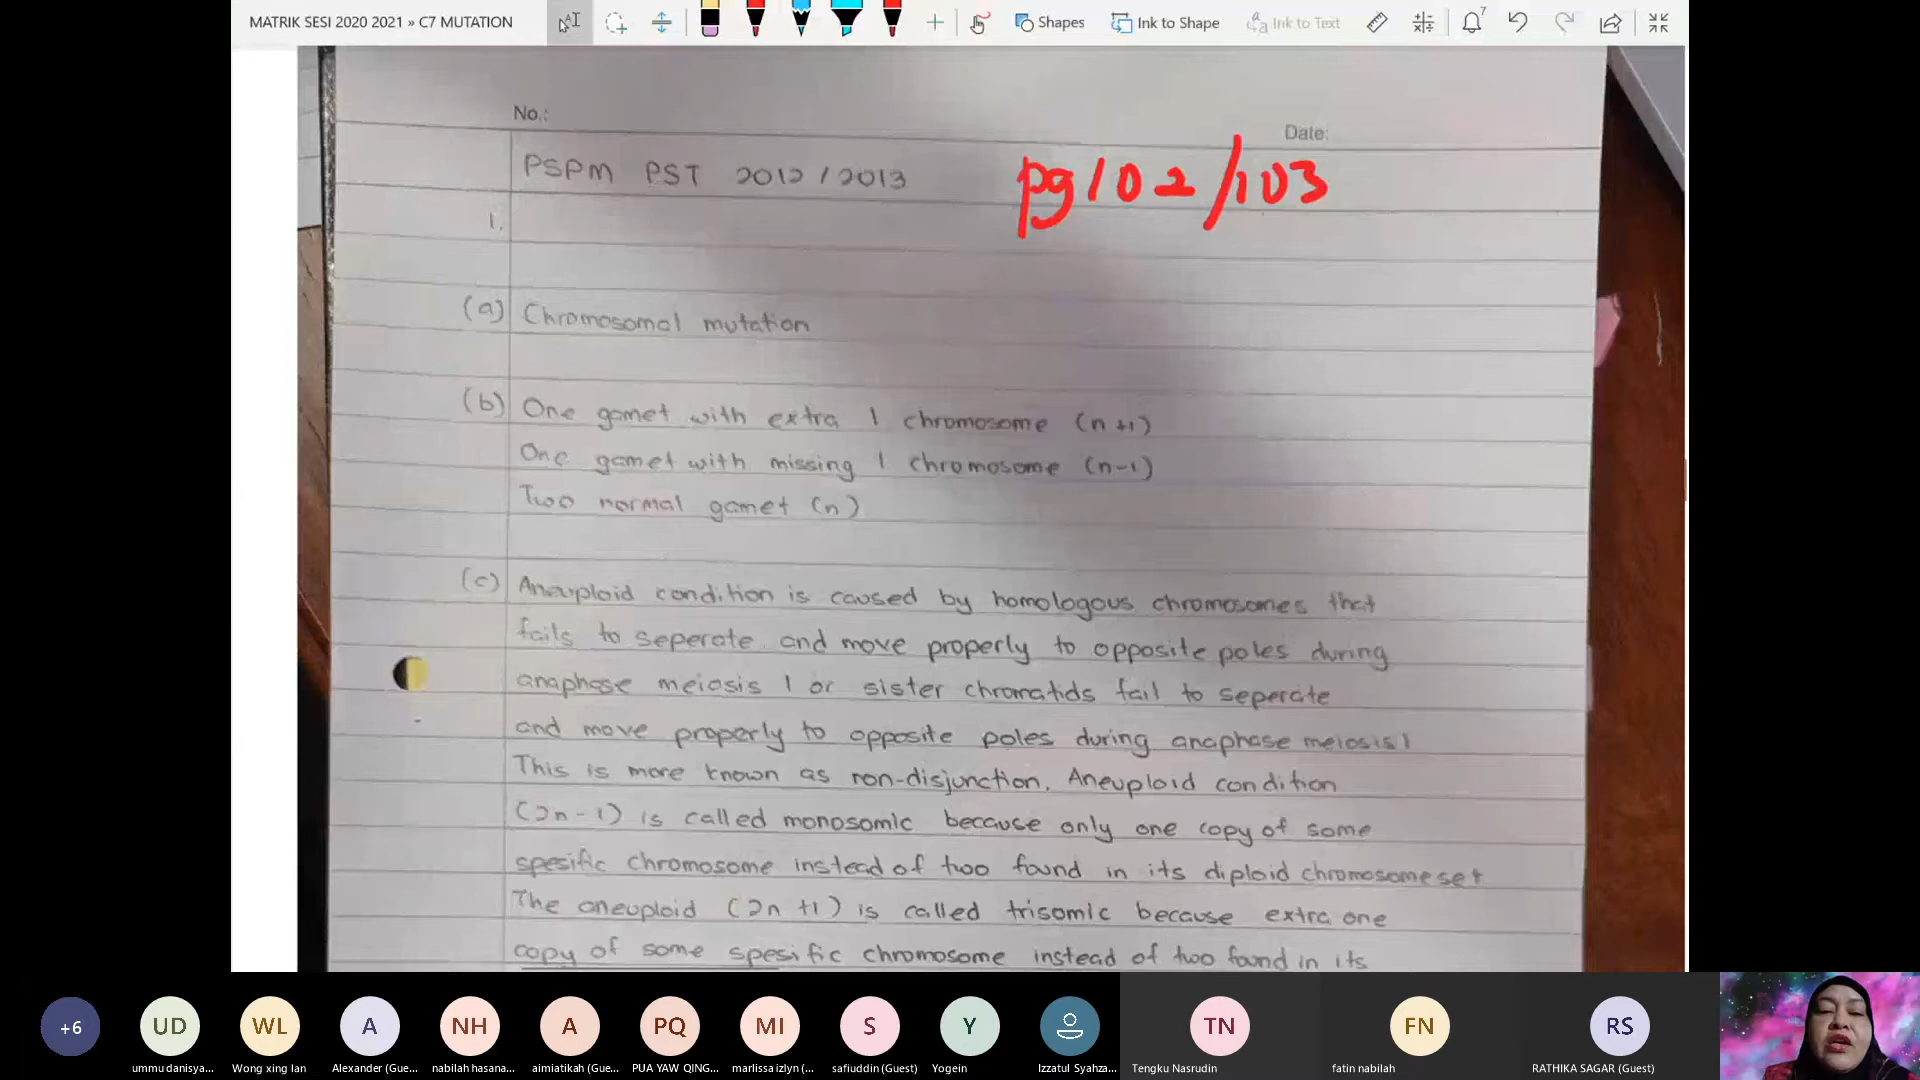 MATRIK SESI 2020 2021 » C7 MUTATION
Shapes
Ink to Shape
Ink to Text
7
No.:
Date:
PSPM PST 2012/2013
pg 102/103
1.
(a) Chromosomal mutation
(b) One gamet with extra 1 chromosome (n+1)
One gamet with missing 1 chromosome (n-1)
Two normal gamet (n)
(c) Aneuploid condition is caused by homologous chromosomes that
fails to seperate and move properly to opposite poles during
anaphase meiosis 1 or sister chromatids fail to seperate
and move properly to opposite poles during anaphase meiosis 1
This is more known as non-disjunction. Aneuploid condition
(2n-1) is called monosomic because only one copy of some
spesific chromosome instead of two found in its diploid chromosome set
The aneuploid (2n+1) is called trisomic because extra one
copy of some spesific chromosome instead of two found in its
+6
UD
WL
A
NH
A
PQ
MI
S
Y
TN
FN
RS
ummu danisya...
Wong xing lan
Alexander (Gue...
nabilah hasana...
aimiatikah (Gue...
PUA YAW QING...
marlissa izlyn (...
safiuddin (Guest)
Yogein
Izzatul Syahza...
Tengku Nasrudin
fatin nabilah
RATHIKA SAGAR (Guest)